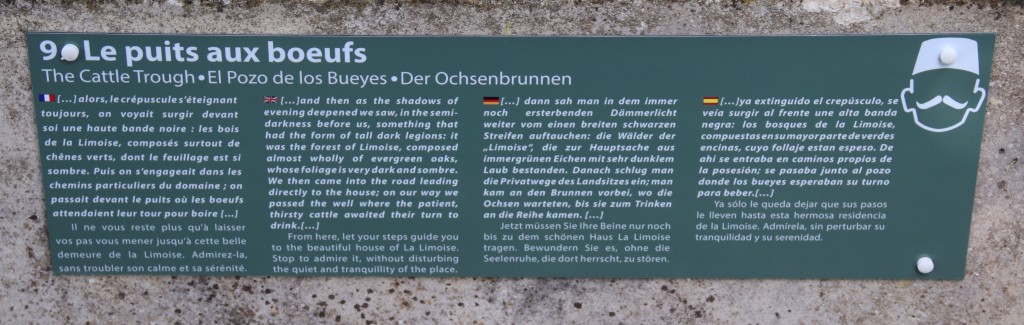 9. Le puits aux boeufs
The Cattle Trough • El Pozo de los Bueyes • Der Ochsenbrunnen
[...] alors, le crépuscule s'éteignant
toujours, on voyait surgir devant
soi une haute bande noire : les bois
de la Limoise, composés surtout de
chênes verts, dont le feuillage est si
sombre. Puis on s'engageait dans les
chemins particuliers du domaine ; on
passait devant le puits où les boeufs
attendaient leur tour pour boire [...]
Il ne vous reste plus qu'à laisser
vos pas vous mener jusqu'à cette belle
demeure de la Limoise. Admirez-la,
sans troubler son calme et sa sérénité.
[...]and then as the shadows of
evening deepened we saw, in the semi-
darkness before us, something that
had the form of tall dark legions: it
was the forest of Limoise, composed
almost wholly of evergreen oaks,
whose foliage is very dark and sombre.
We then came into the road leading
directly to the house; on our way we
passed the well where the patient,
thirsty cattle awaited their turn to
drink.[...]
From here, let your steps guide you
to the beautiful house of La Limoise.
Stop to admire it, without disturbing
the quiet and tranquillity of the place.
[...] dann sah man in dem immer
noch ersterbenden Dämmerlicht
weiter vom einen breiten schwarzen
Streifen auftauchen: die Wälder der
„Limoise", die zur Hauptsache aus
immergrünen Eichen mit sehr dunklem
Laub bestanden. Danach schlug man
die Privatwege des Landsitzes ein; man
kam an den Brunnen vorbei, wo die
Ochsen warteten, bis sie zum Trinken
an die Reihe kamen. [...]
Jetzt müssen Sie Ihre Beine nur noch
bis zu dem schönen Haus La Limoise
tragen. Bewundern Sie es, ohne die
Seelenruhe, die dort herrscht, zu stören.
[...]ya extinguido el crepúsculo, se
veía surgir al frente una alta banda
negra: los bosques de la Limoise,
compuestas en su mayor parte de verdes
encinas, cuyo follaje estan espeso. De
ahi se entraba en caminos propios de
la posesión; se pasaba junto al pozo
donde los bueyes esperaban su turno
para beber.[...]
Ya sólo le queda dejar que sus pasos
le lleven hasta esta hermosa residencia
de la Limoise. Admírela, sin perturbar su
tranquilidad y su serenidad.